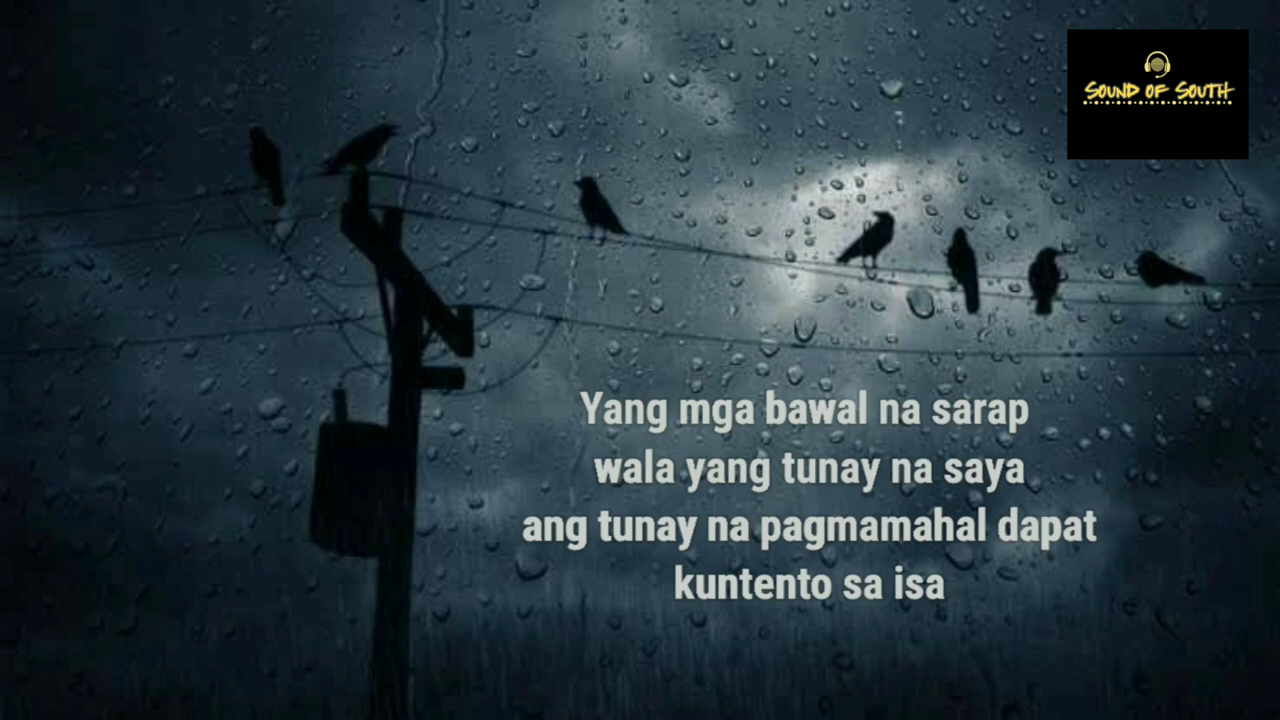 SOUND OF SOUTH
Yang mga bawal na sarap
wala yang tunay na saya
ang tunay na pagmamahal dapat
kuntento sa isa